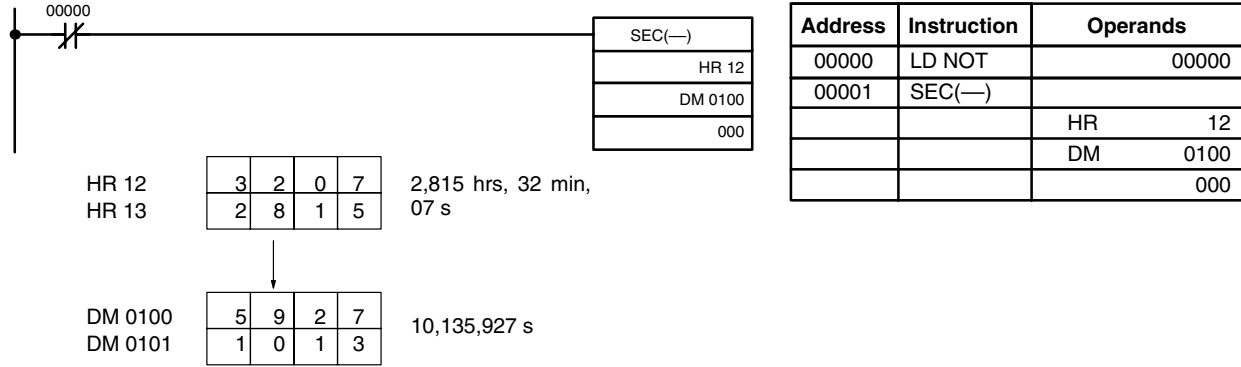 00000
SEC(—)
HR 12
DM 0100
000
Address Instruction Operands
00000 LD NOT 00000
00001 SEC(—)
HR 12
DM 0100
000
HR 12 3 2 0 7 2,815 hrs, 32 min,
HR 13 2 8 1 5 07 s
DM 0100 5 9 2 7
DM 0101 1 0 1 3
10,135,927 s